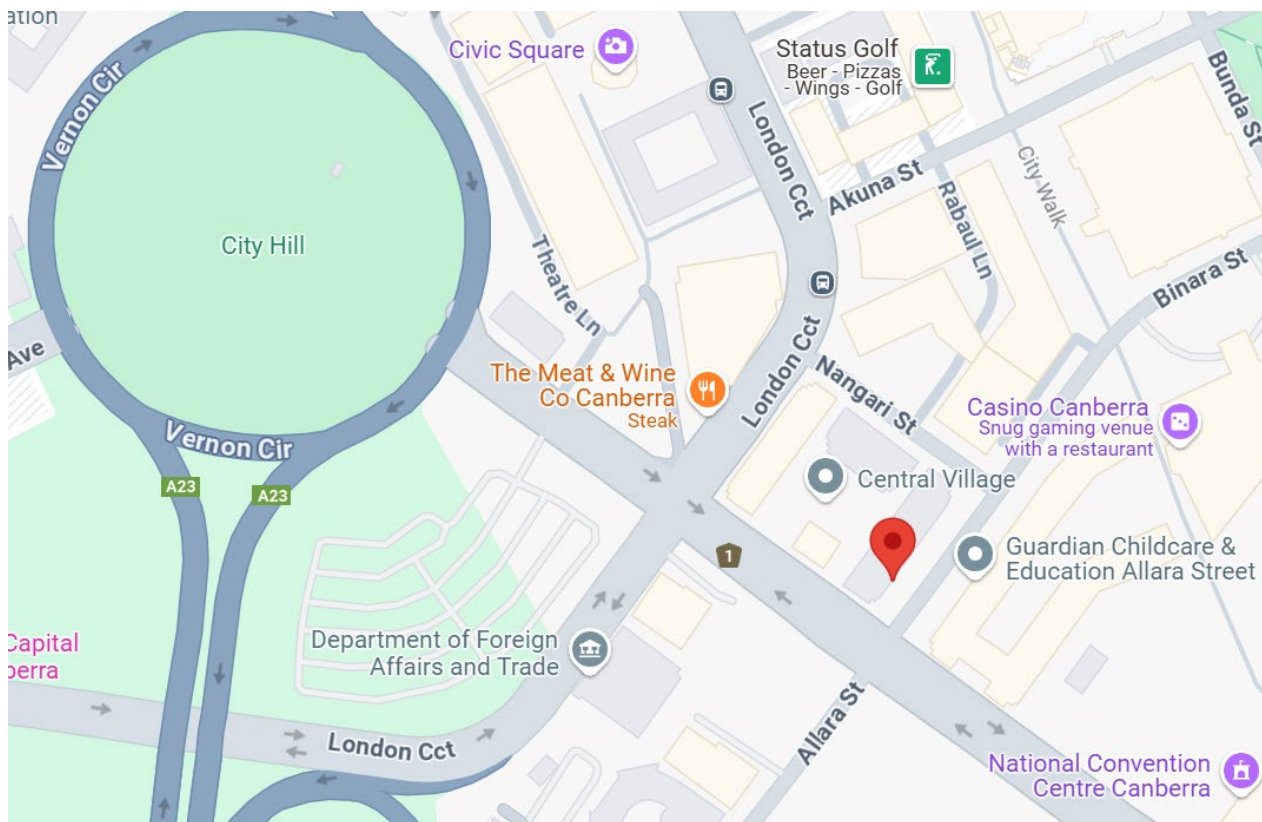 ation
Civic Square
Status Golf
Beer - Pizzas
- Wings - Golf
Vernon Cir
London Cct
Bunda St
Akuna St
City Walk
Rabaul Ln
City Hill
Theatre Ln
Binara St
Ave
The Meat & Wine
Co Canberra
Steak
London Cct
Nangari St
Casino Canberra
Snug gaming venue
with a restaurant
Vernon Cir
A23
A23
Central Village
1
Guardian Childcare &
Education Allara Street
Capital
berra
Department of Foreign
Affairs and Trade
Allara St
London Cct
National Convention
Centre Canberra